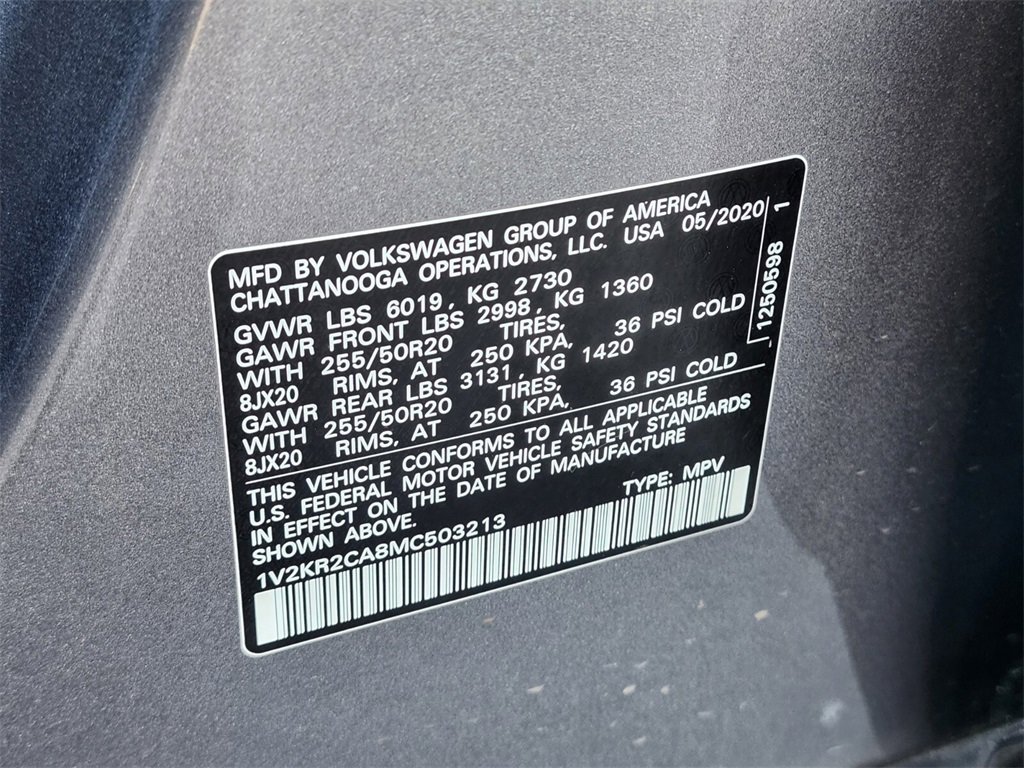 MFD BY VOLKSWAGEN GROUP OF AMERICA
CHATTANOOGA OPERATIONS, LLC. USA 05/2020
GVWR LBS 6019, KG 2730
GAWR FRONT LBS 2998, KG 1360
WITH 255/50R20 TIRES,
8JX20 RIMS, AT 250 KPA, 36 PSI COLD
GAWR REAR LBS 3131, KG 1420
WITH 255/50R20 TIRES,
8JX20 RIMS, AT 250 KPA, 36 PSI COLD
THIS VEHICLE CONFORMS TO ALL APPLICABLE
U.S. FEDERAL MOTOR VEHICLE SAFETY STANDARDS
IN EFFECT ON THE DATE OF MANUFACTURE
SHOWN ABOVE. TYPE: MPV
1V2KR2CA8MC503213
1250598 1